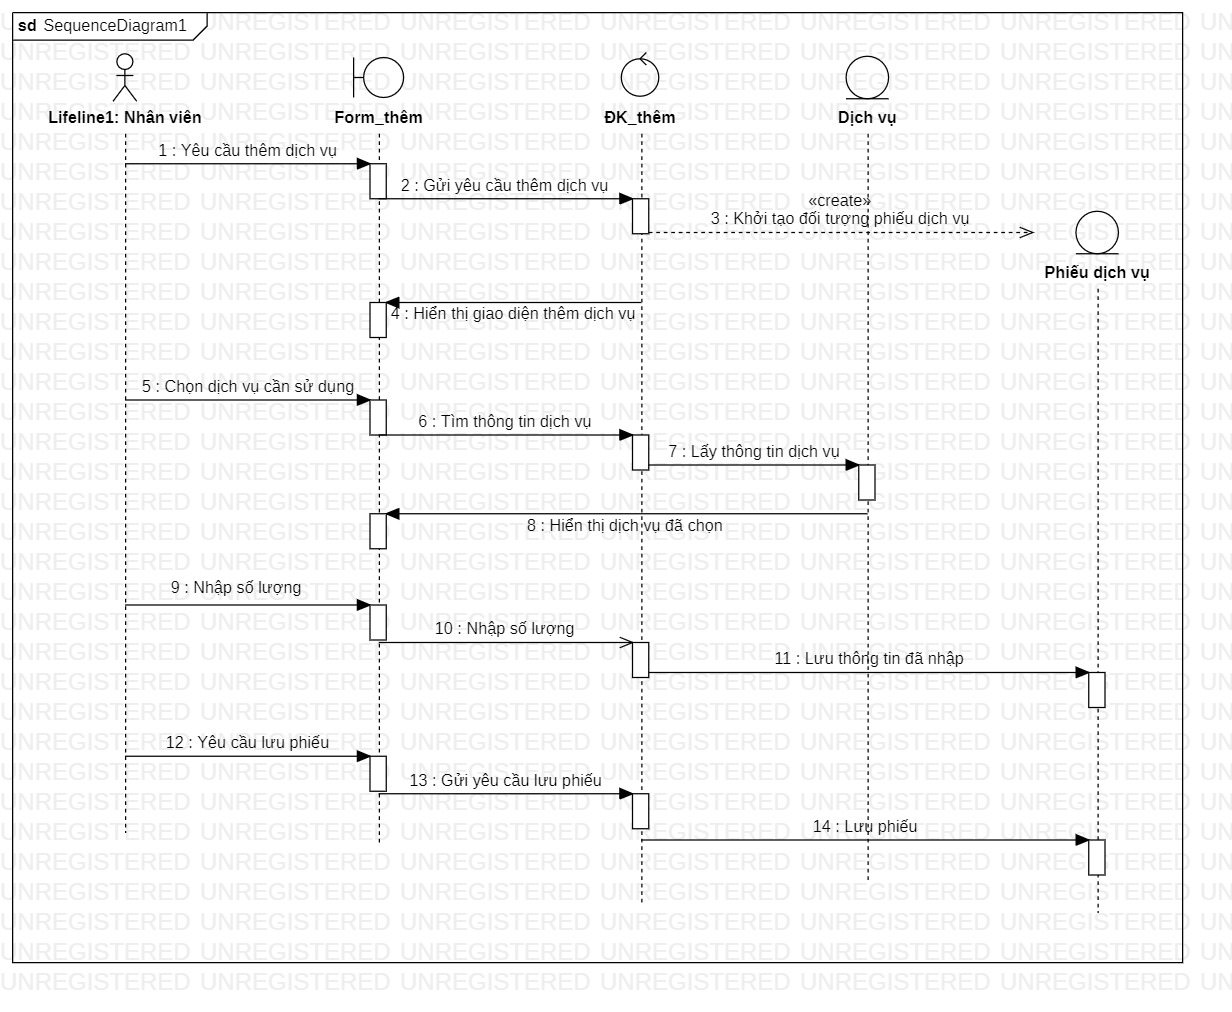 sd SequenceDiagram1
Lifeline1: Nhân viên
Form_thêm
ĐK_thêm
Dịch vụ
1 : Yêu cầu thêm dịch vụ
2 : Gửi yêu cầu thêm dịch vụ
«create»
3 : Khởi tạo đối tượng phiếu dịch vụ
Phiếu dịch vụ
4 : Hiển thị giao diện thêm dịch vụ
5 : Chọn dịch vụ cần sử dụng
6 : Tìm thông tin dịch vụ
7 : Lấy thông tin dịch vụ
8 : Hiển thị dịch vụ đã chọn
9 : Nhập số lượng
10 : Nhập số lượng
11 : Lưu thông tin đã nhập
12 : Yêu cầu lưu phiếu
13 : Gửi yêu cầu lưu phiếu
14 : Lưu phiếu
UNREGISTERED